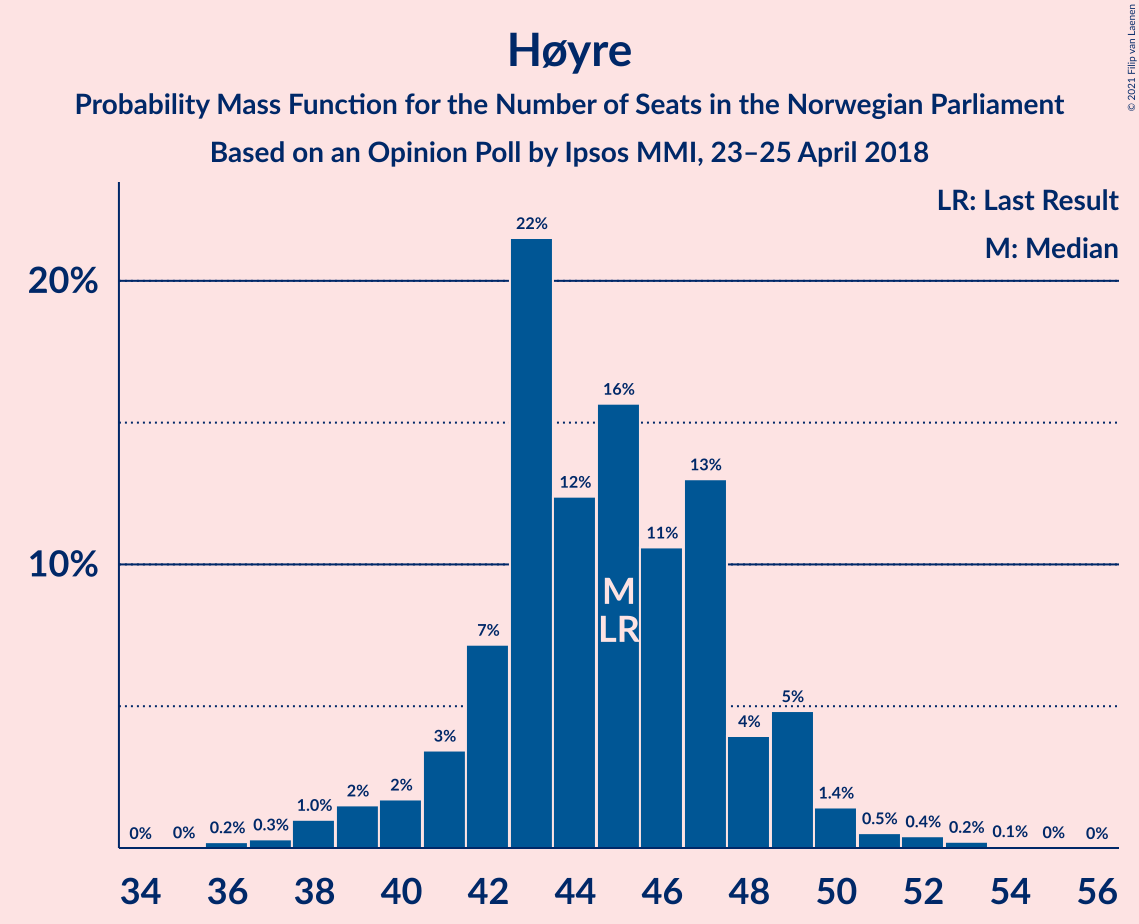 Høyre
Probability Mass Function for the Number of Seats in the Norwegian Parliament
Based on an Opinion Poll by Ipsos MMI, 23–25 April 2018
© 2021 Filip van Laenen
LR: Last Result
M: Median
20%
10%
0% 0% 0.2% 0.3% 1.0% 2% 2% 3% 7% 22% 12% 16% 11% 13% 4% 5% 1.4% 0.5% 0.4% 0.2% 0.1% 0% 0%
M
LR
34 36 38 40 42 44 46 48 50 52 54 56